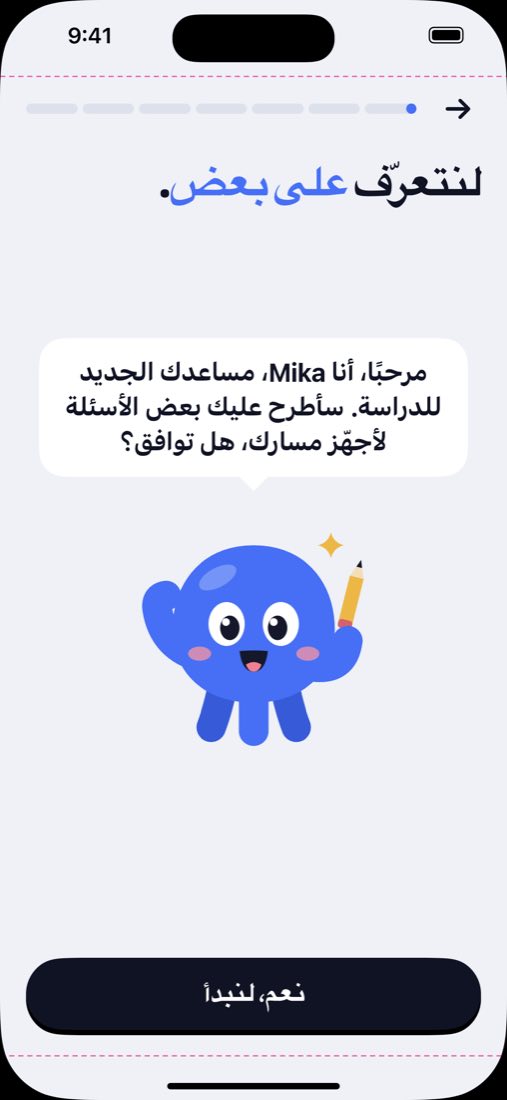 9:41
لنتعرّف على بعض.
مرحبًا، أنا Mika، مساعدك الجديد
للدراسة. سأطرح عليك بعض الأسئلة
لأجهّز مسارك، هل توافق؟
نعم، لنبدأ